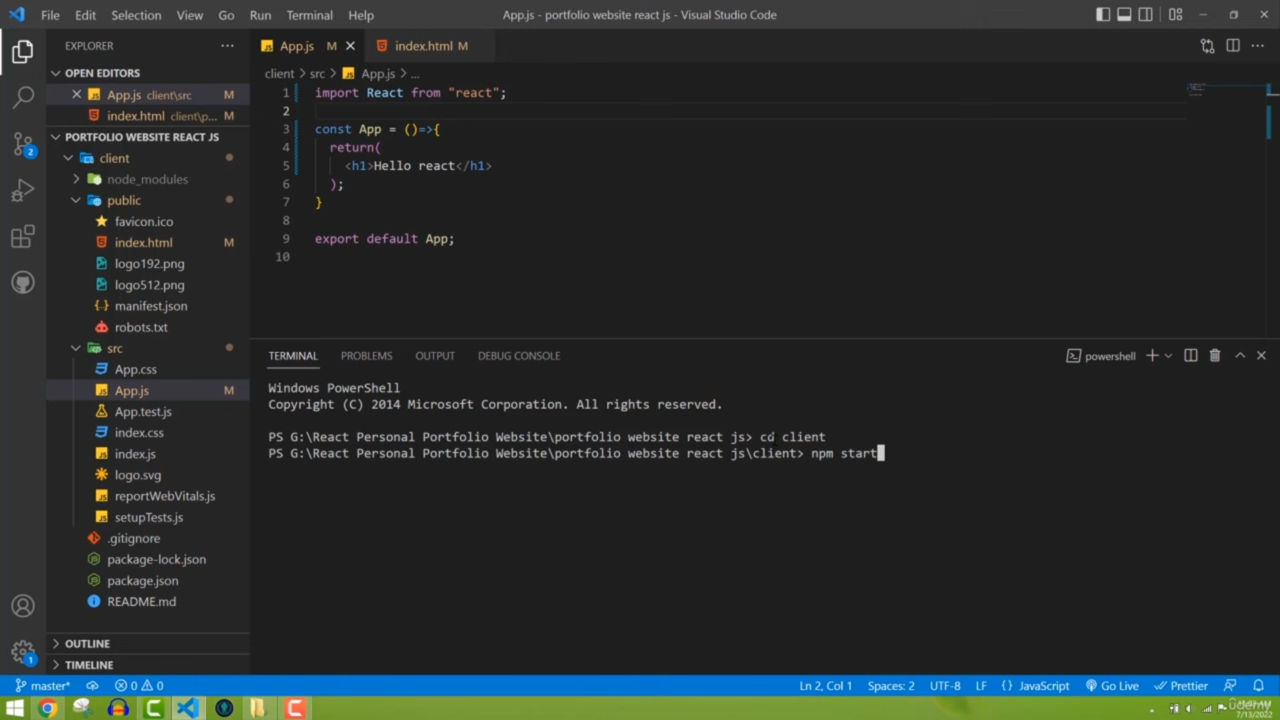 File Edit Selection View Go Run Terminal Help
App.js - portfolio website react js - Visual Studio Code
EXPLORER
OPEN EDITORS
App.js client\src M
index.html client\p... M
PORTFOLIO WEBSITE REACT JS
client
node_modules
public
favicon.ico
index.html M
logo192.png
logo512.png
manifest.json
robots.txt
src
App.css
App.js M
App.test.js
index.css
index.js
logo.svg
reportWebVitals.js
setupTests.js
.gitignore
package-lock.json
package.json
README.md
OUTLINE
TIMELINE
2
1
App.js M
index.html M
client > src > App.js > ...
1 import React from "react";
2
3 const App = ()=>{
4 return(
5 <h1>Hello react</h1>
6 );
7 }
8
9 export default App;
10
TERMINAL PROBLEMS OUTPUT DEBUG CONSOLE
powershell
Windows PowerShell
Copyright (C) 2014 Microsoft Corporation. All rights reserved.
PS G:\React Personal Portfolio Website\portfolio website react js> cd client
PS G:\React Personal Portfolio Website\portfolio website react js\client> npm start
master* 0 0
Ln 2, Col 1 Spaces: 2 UTF-8 LF {} JavaScript Go Live Prettier
Udemy
7/13/2022